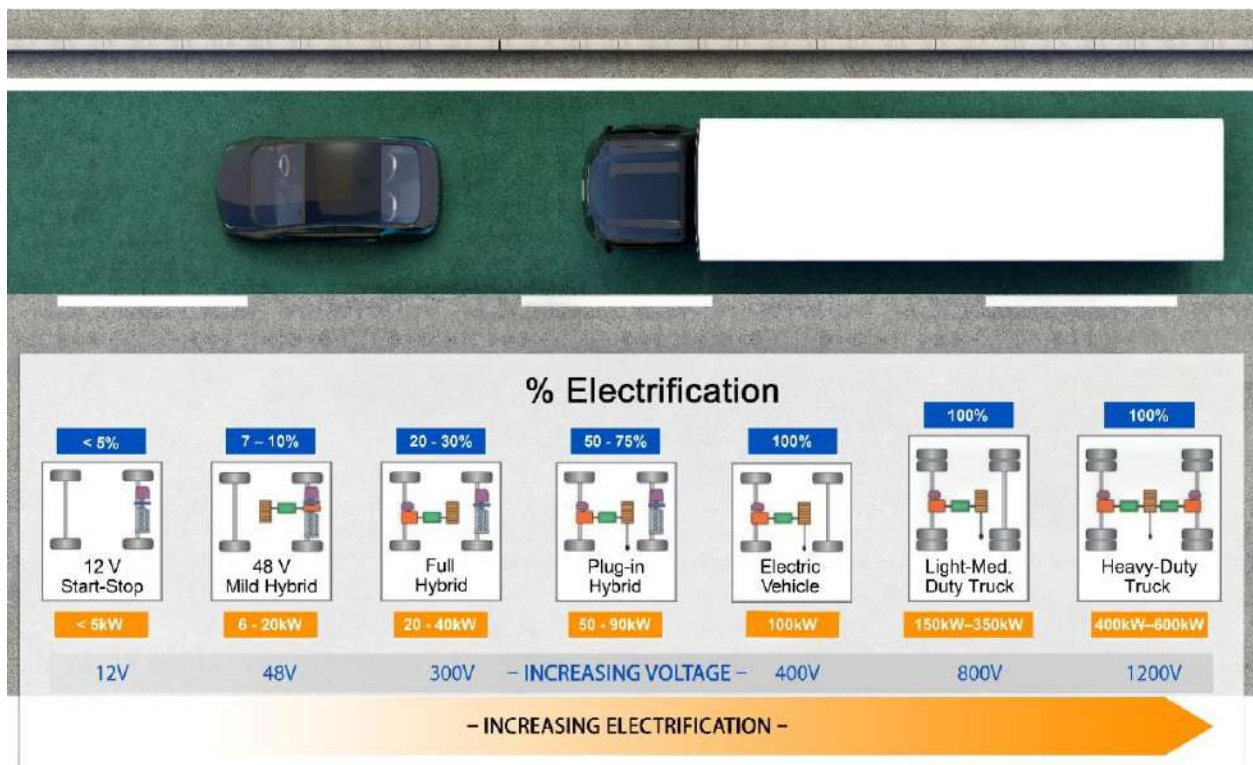 % Electrification
< 5%
7 – 10%
20 - 30%
50 - 75%
100%
100%
100%
12 V
Start-Stop
48 V
Mild Hybrid
Full
Hybrid
Plug-in
Hybrid
Electric
Vehicle
Light-Med.
Duty Truck
Heavy-Duty
Truck
< 5kW
6 - 20kW
20 - 40kW
50 - 90kW
100kW
150kW–350kW
400kW–600kW
12V
48V
300V
– INCREASING VOLTAGE –
400V
800V
1200V
– INCREASING ELECTRIFICATION –